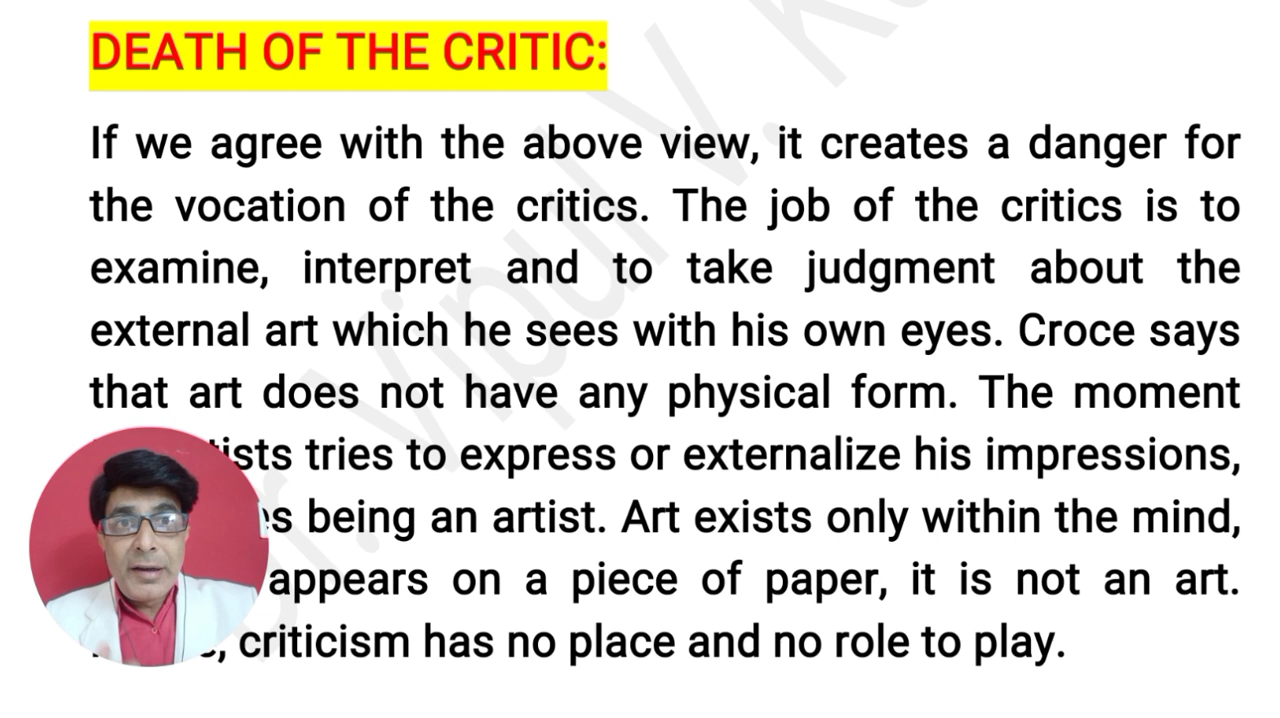 DEATH OF THE CRITIC:
If we agree with the above view, it creates a danger for
the vocation of the critics. The job of the critics is to
examine, interpret and to take judgment about the
external art which he sees with his own eyes. Croce says
that art does not have any physical form. The moment
tries to express or externalize his impressions,
being an artist. Art exists only within the mind,
appears on a piece of paper, it is not an art.
criticism has no place and no role to play.
Vipul V.